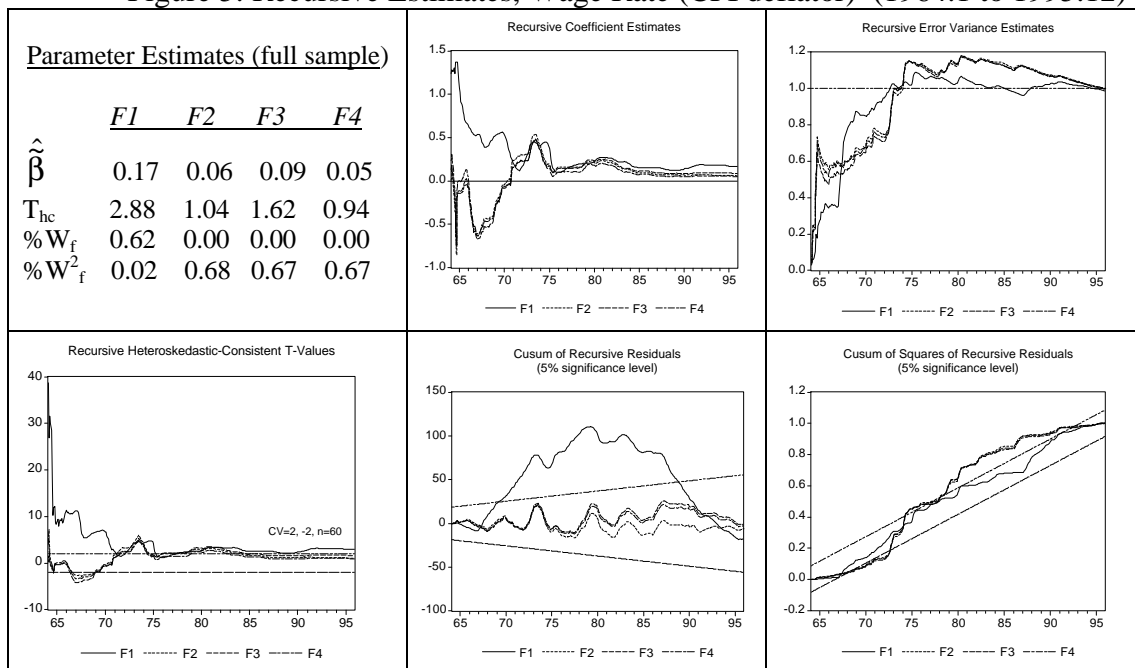 Figure 5: Recursive Estimates, Wage Rate (CPI deflator) (1964:1 to 1995:12)
Parameter Estimates (full sample)
F1 F2 F3 F4
β̃̂ 0.17 0.06 0.09 0.05
Thc 2.88 1.04 1.62 0.94
%Wf 0.62 0.00 0.00 0.00
%W²f 0.02 0.68 0.67 0.67
Recursive Coefficient Estimates
1.5
1.0
0.5
0.0
-0.5
-1.0
65 70 75 80 85 90 95
F1 F2 F3 F4
Recursive Error Variance Estimates
1.2
1.0
0.8
0.6
0.4
0.2
0.0
65 70 75 80 85 90 95
F1 F2 F3 F4
Recursive Heteroskedastic-Consistent T-Values
40
30
20
10
0
-10
CV=2, -2, n=60
65 70 75 80 85 90 95
F1 F2 F3 F4
Cusum of Recursive Residuals
(5% significance level)
150
100
50
0
-50
-100
65 70 75 80 85 90 95
F1 F2 F3 F4
Cusum of Squares of Recursive Residuals
(5% significance level)
1.2
1.0
0.8
0.6
0.4
0.2
0.0
-0.2
65 70 75 80 85 90 95
F1 F2 F3 F4